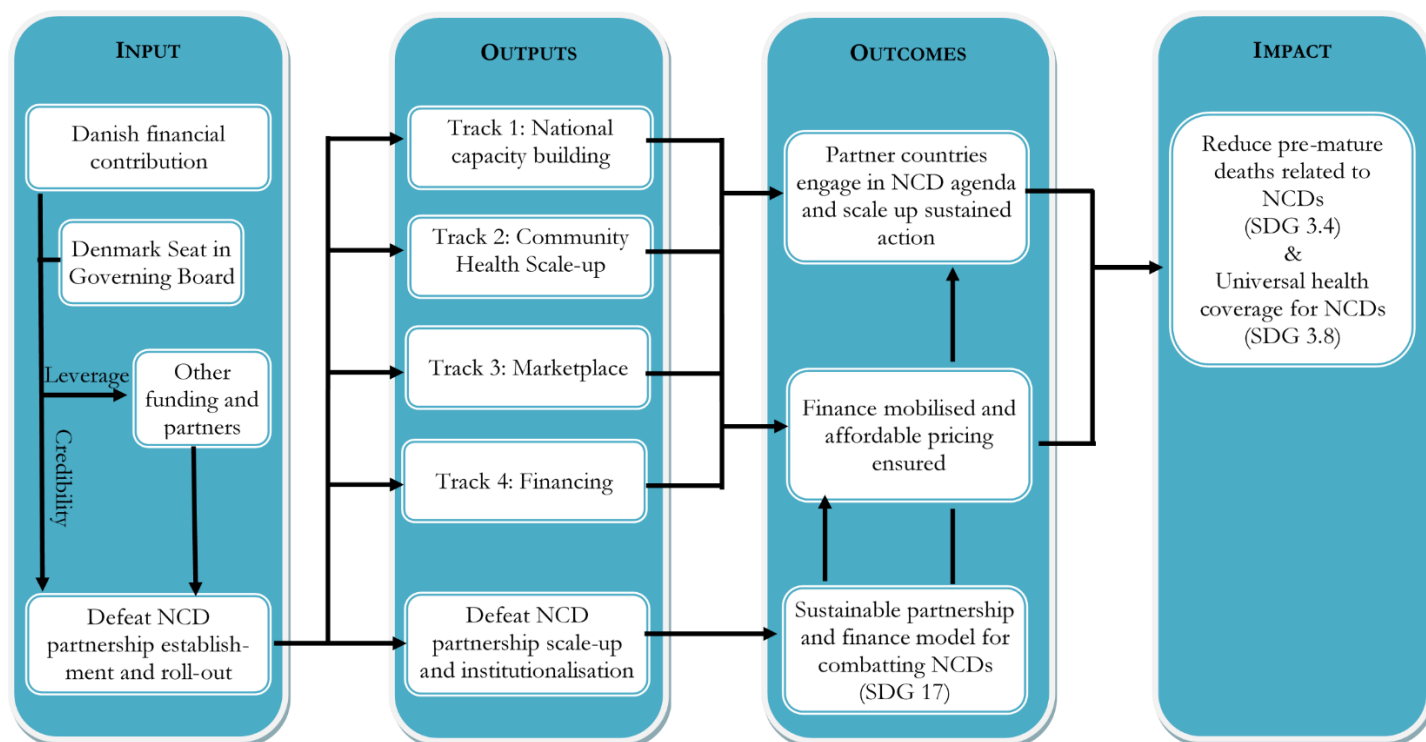 INPUT
Danish financial
contribution
Denmark Seat in
Governing Board
Leverage
Other
funding and
partners
Credibility
Defeat NCD
partnership establish-
ment and roll-out
OUTPUTS
Track 1: National
capacity building
Track 2: Community
Health Scale-up
Track 3: Marketplace
Track 4: Financing
Defeat NCD
partnership scale-up
and institutionalisation
OUTCOMES
Partner countries
engage in NCD agenda
and scale up sustained
action
Finance mobilised and
affordable pricing
ensured
Sustainable partnership
and finance model for
combatting NCDs
(SDG 17)
IMPACT
Reduce pre-mature
deaths related to
NCDs
(SDG 3.4)
&
Universal health
coverage for NCDs
(SDG 3.8)